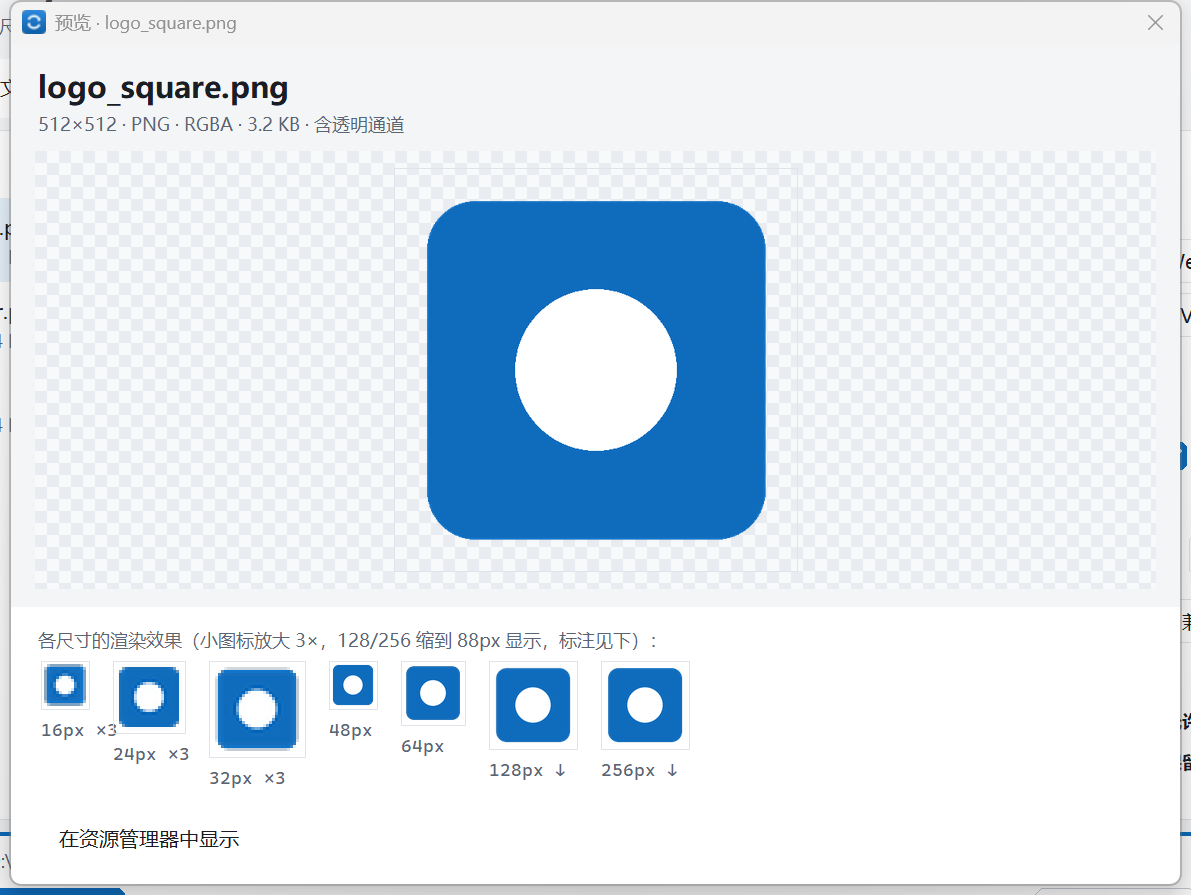 预览 · logo_square.png
logo_square.png
512×512 · PNG · RGBA · 3.2 KB · 含透明通道
各尺寸的渲染效果（小图标放大 3×，128/256 缩到 88px 显示，标注见下）：
16px ×3
24px ×3
32px ×3
48px
64px
128px ↓
256px ↓
在资源管理器中显示